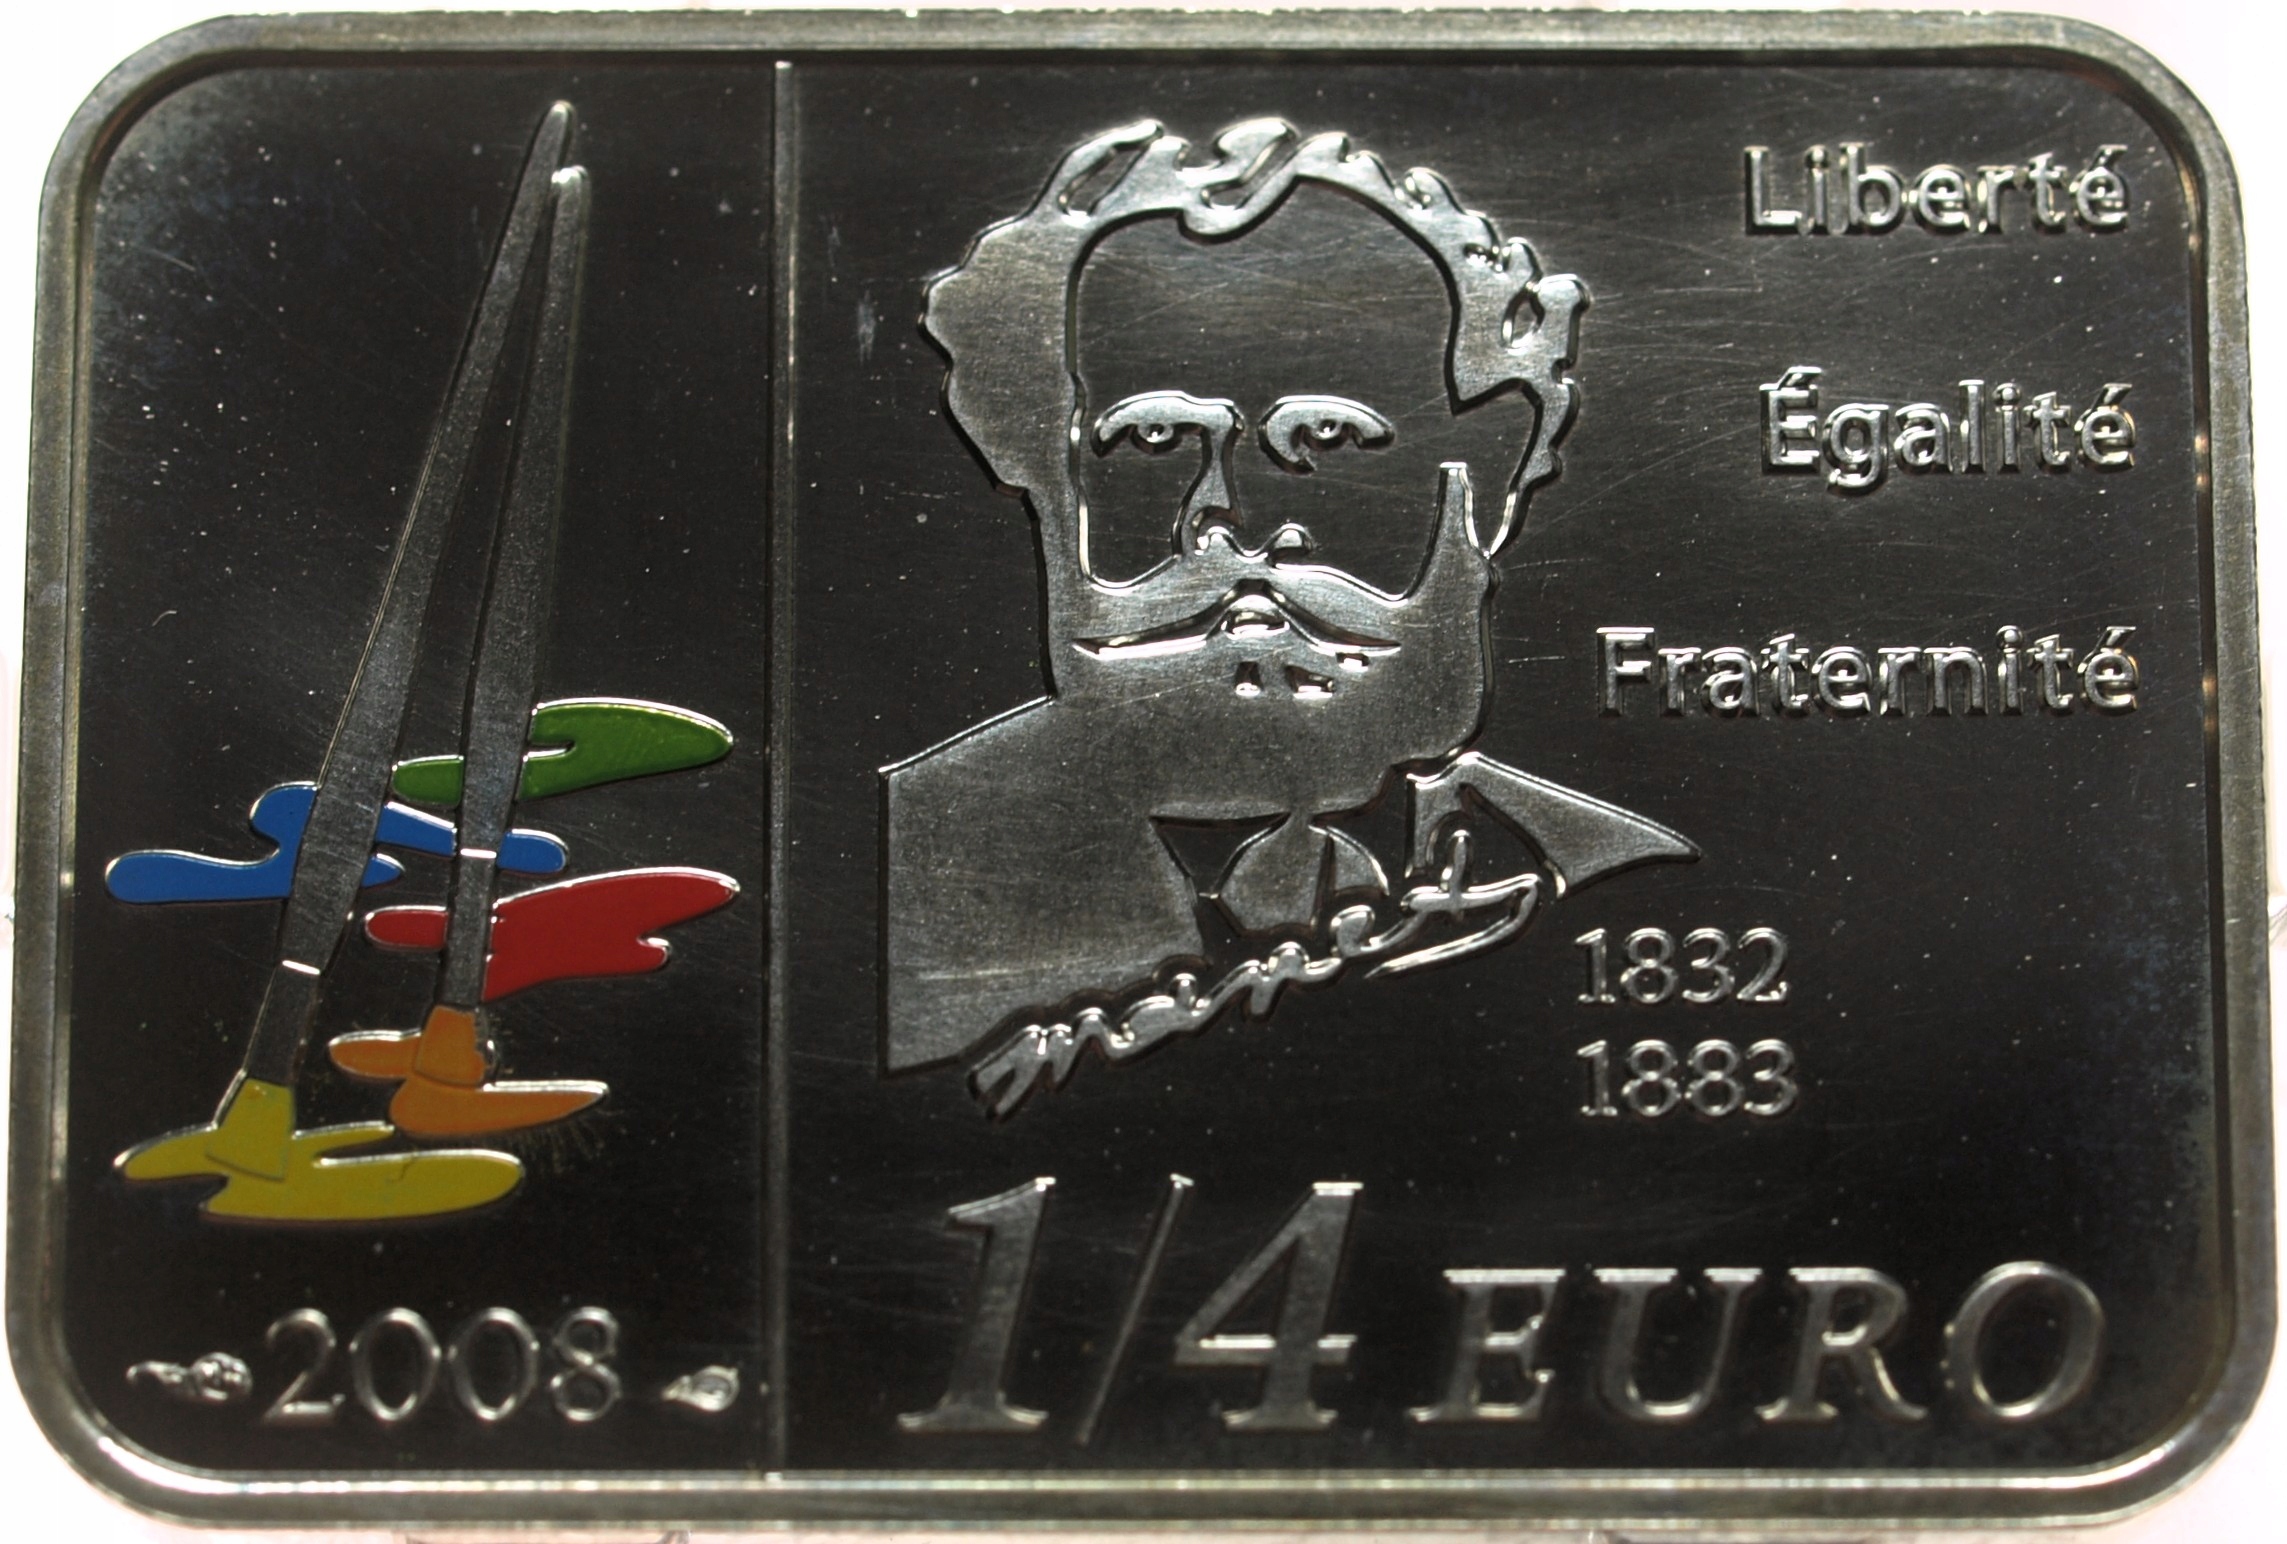 Liberté
Égalité
Fraternité
manet
1832
1883
1/4 EURO
2008